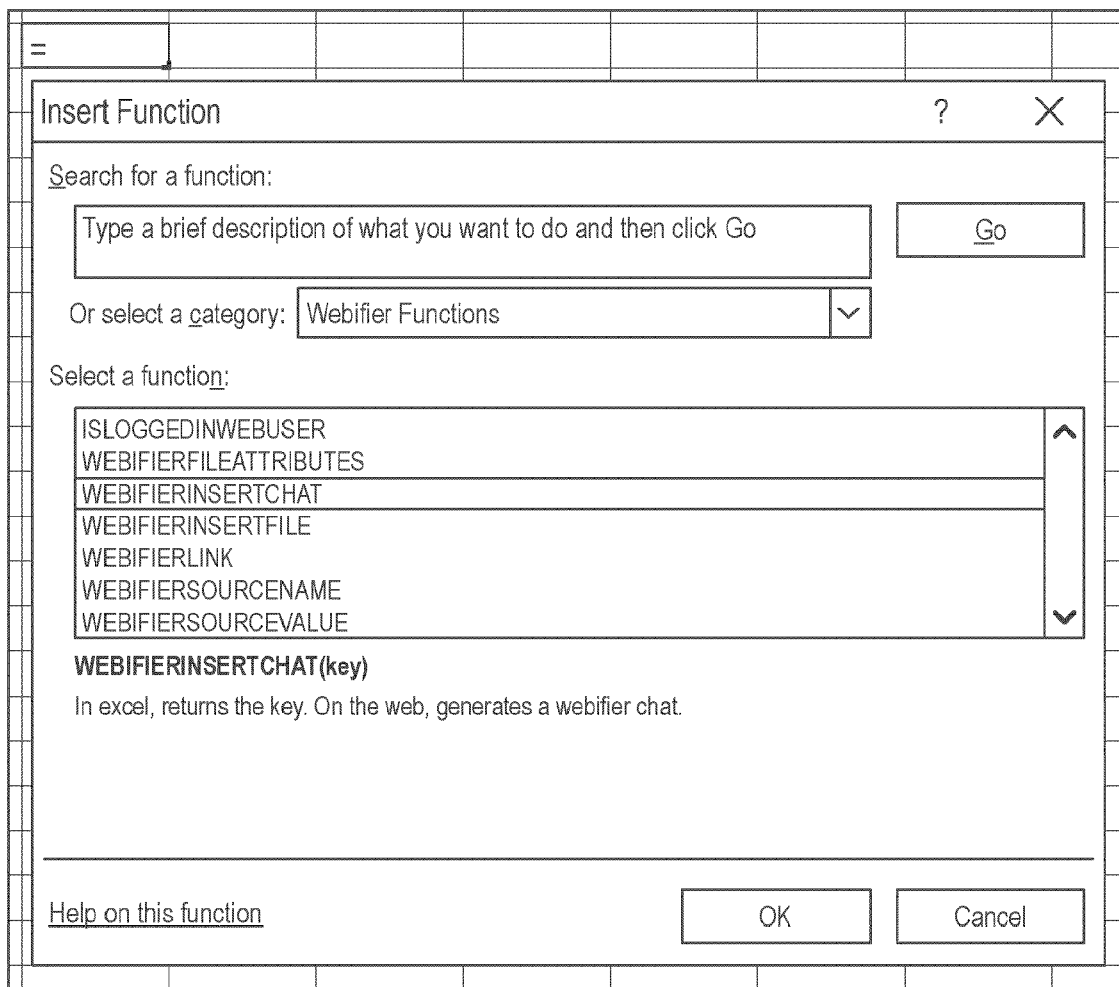 =
Insert Function ?
Search for a function:
Type a brief description of what you want to do and then click Go
Go
Or select a category: Webifier Functions
Select a function:
ISLOGGEDINWEBUSER
WEBIFIERFILEATTRIBUTES
WEBIFIERINSERTCHAT
WEBIFIERINSERTFILE
WEBIFIERLINK
WEBIFIERSOURCENAME
WEBIFIERSOURCEVALUE
WEBIFIERINSERTCHAT(key)
In excel, returns the key. On the web, generates a webifier chat.
Help on this function OK Cancel